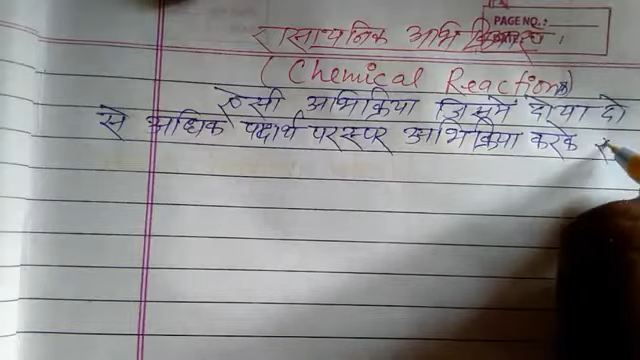 PAGE NO.:
रासायनिक अभिक्रिया
(Chemical Reactions)
ऐसी अभिक्रिया जिसमें दो या दो
से अधिक पदार्थ परस्पर अभिक्रिया करके